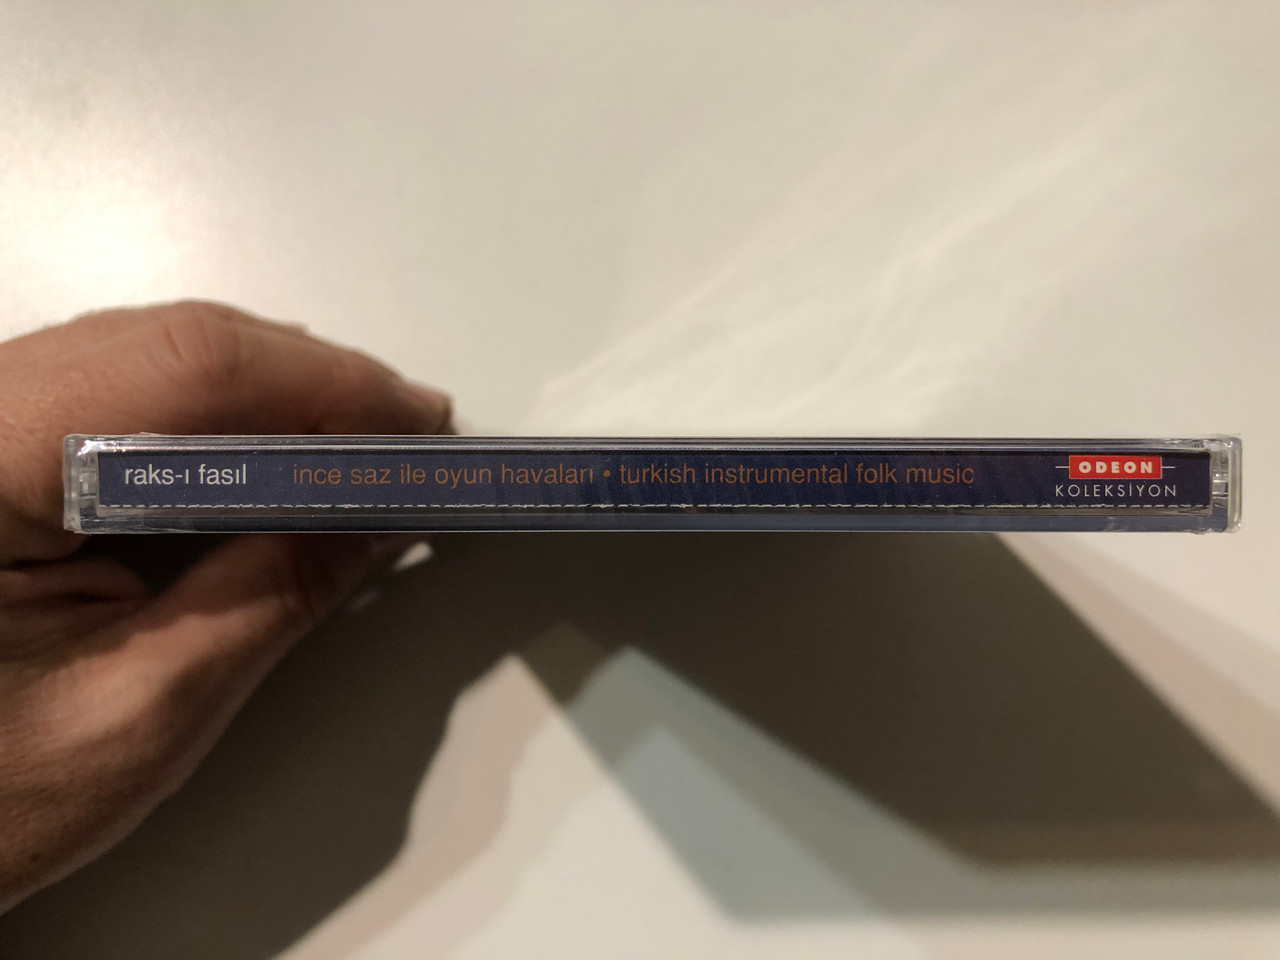 raks-ı fasıl ince saz ile oyun havaları • turkish instrumental folk music
ODEON
KOLEKSİYON